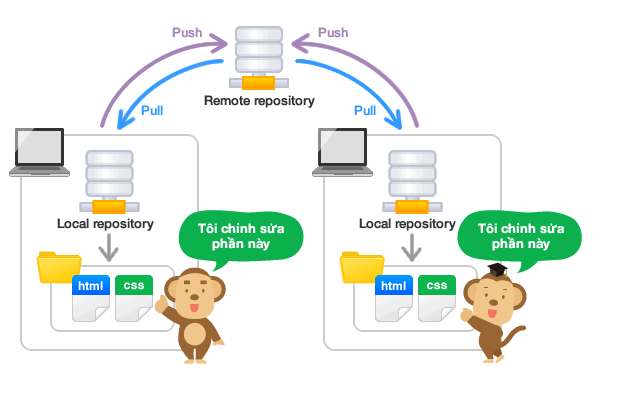 Push
Push
Pull
Pull
Remote repository
Local repository
Local repository
Tôi chỉnh sửa
phần này
Tôi chỉnh sửa
phần này
html
css
html
css